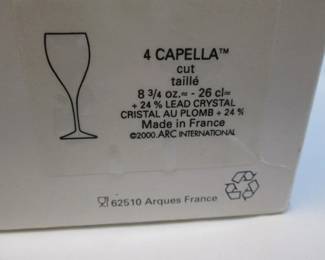 4 CAPELLA™
cut
taillé
8 3/4 oz.≈ - 26 cl≈
+ 24 % LEAD CRYSTAL
CRISTAL AU PLOMB + 24 %
Made in France
©2000.ARC INTERNATIONAL
62510 Arques France